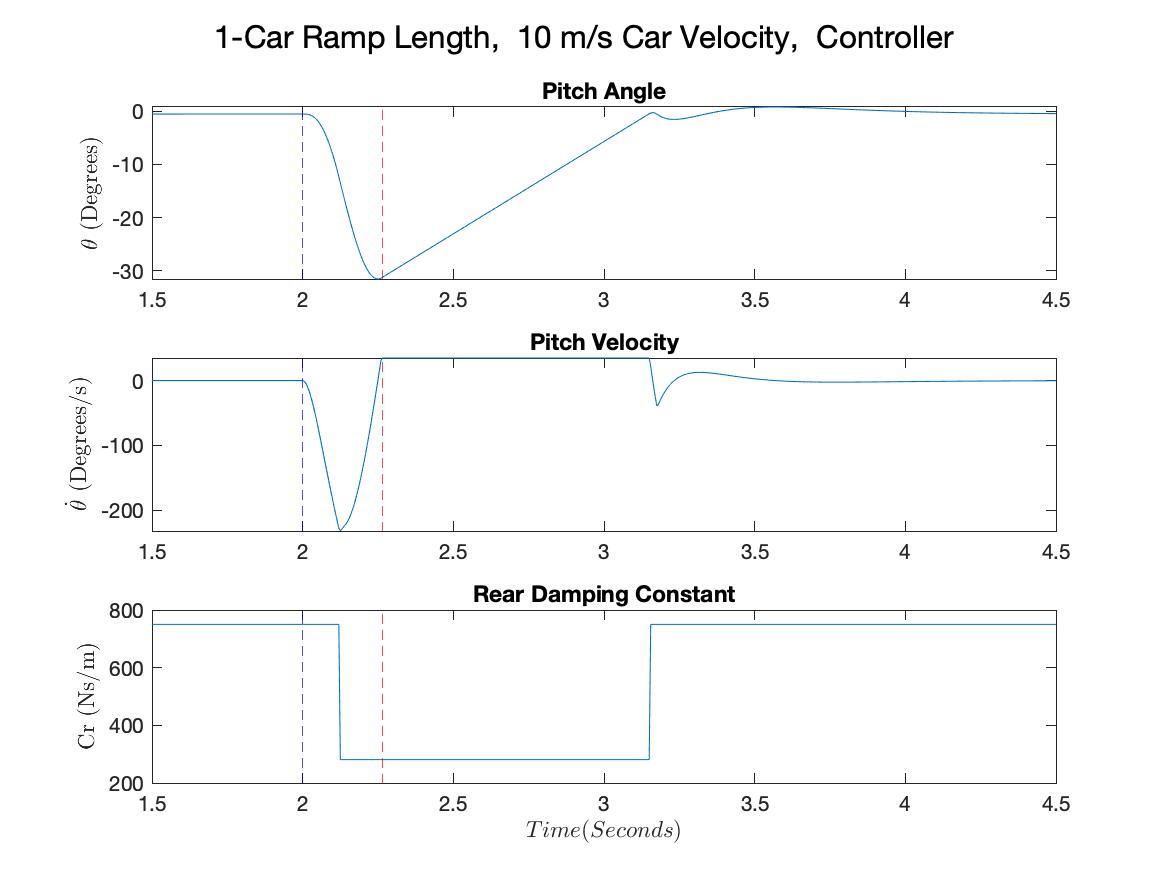 1-Car Ramp Length,  10 m/s Car Velocity,  Controller
Pitch Angle
0
-10
-20
-30
θ (Degrees)
1.5 2 2.5 3 3.5 4 4.5
Pitch Velocity
0
-100
-200
θ̇ (Degrees/s)
1.5 2 2.5 3 3.5 4 4.5
Rear Damping Constant
800
600
400
200
Cr (Ns/m)
1.5 2 2.5 3 3.5 4 4.5
Time(Seconds)